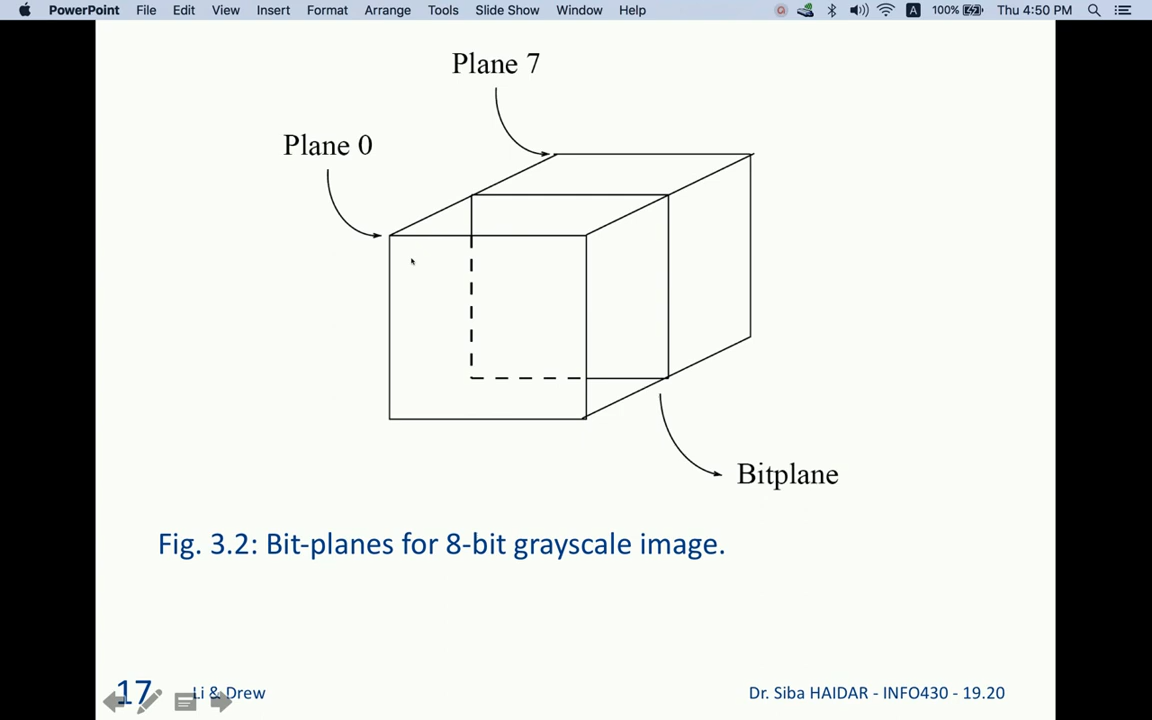 PowerPoint File Edit View Insert Format Arrange Tools Slide Show Window Help A 100% Thu 4:50 PM
Plane 7
Plane 0
Bitplane
Fig. 3.2: Bit-planes for 8-bit grayscale image.
17 Li & Drew Dr. Siba HAIDAR - INFO430 - 19.20